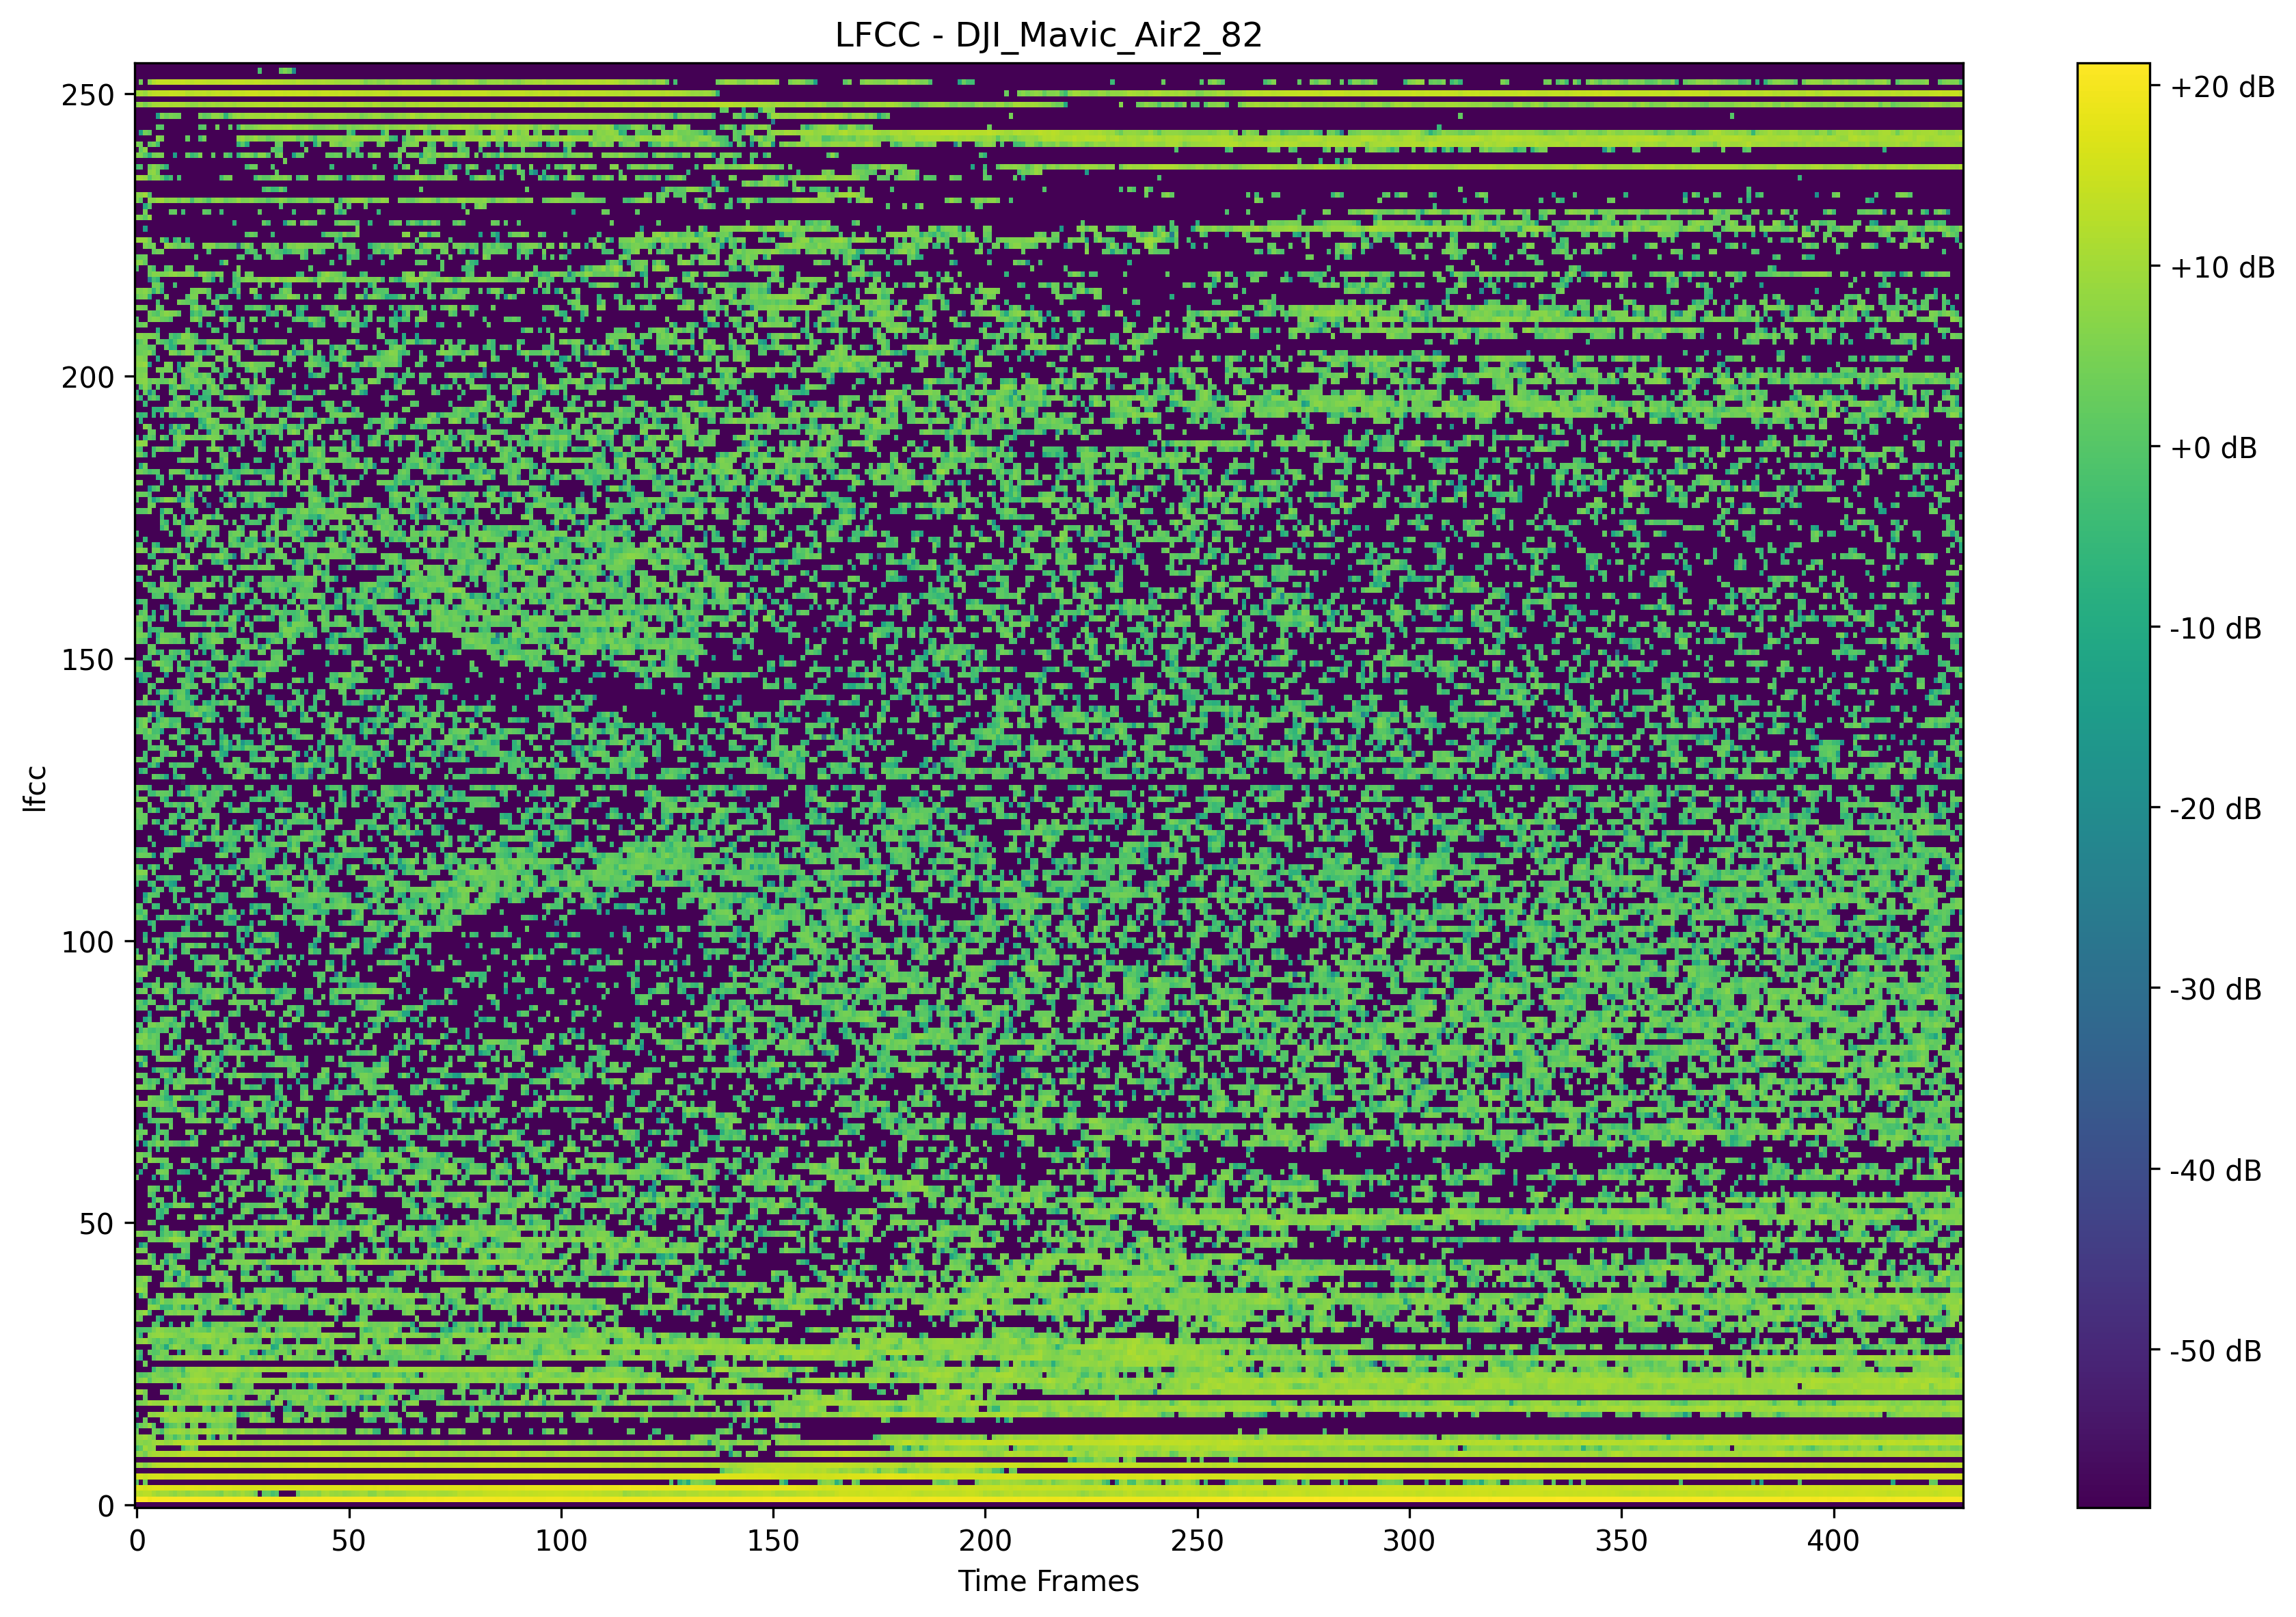 LFCC - DJI_Mavic_Air2_82
250
200
150
100
50
0
lfcc
0 50 100 150 200 250 300 350 400
Time Frames
+20 dB
+10 dB
+0 dB
-10 dB
-20 dB
-30 dB
-40 dB
-50 dB